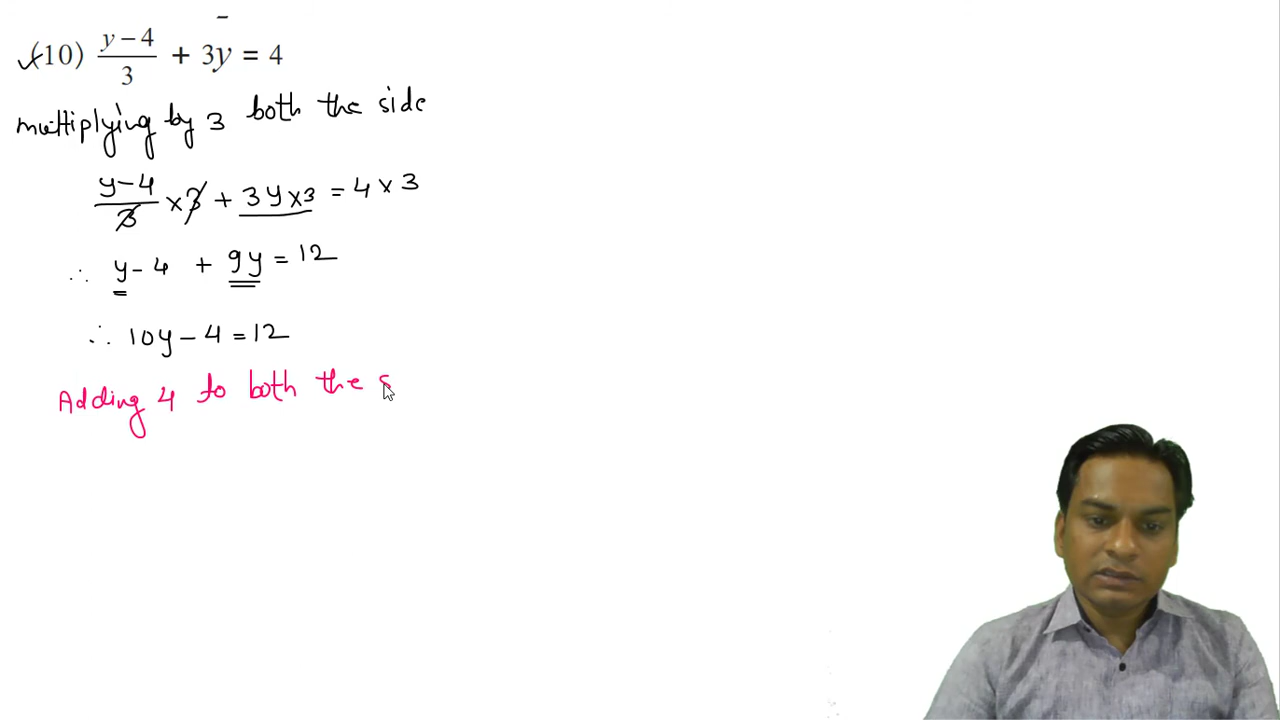 (10) (y−4)/3 + 3y = 4
multiplying by 3 both the side
(y−4)/3 ×3 + 3y×3 = 4×3
∴ y−4 + 9y = 12
∴ 10y−4 = 12
Adding 4 to both the s